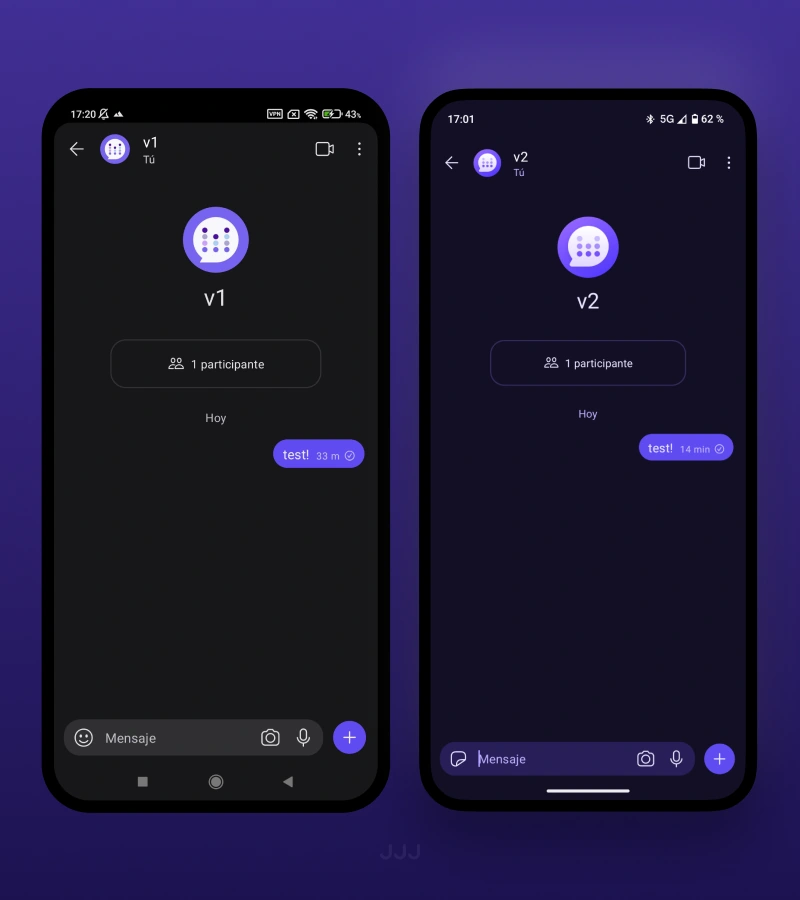 17:20 VPN 43%
v1
Tú
v1
1 participante
Hoy
test! 33 m
Mensaje
17:01 5G 62 %
v2
Tú
v2
1 participante
Hoy
test! 14 min
Mensaje
JJJ